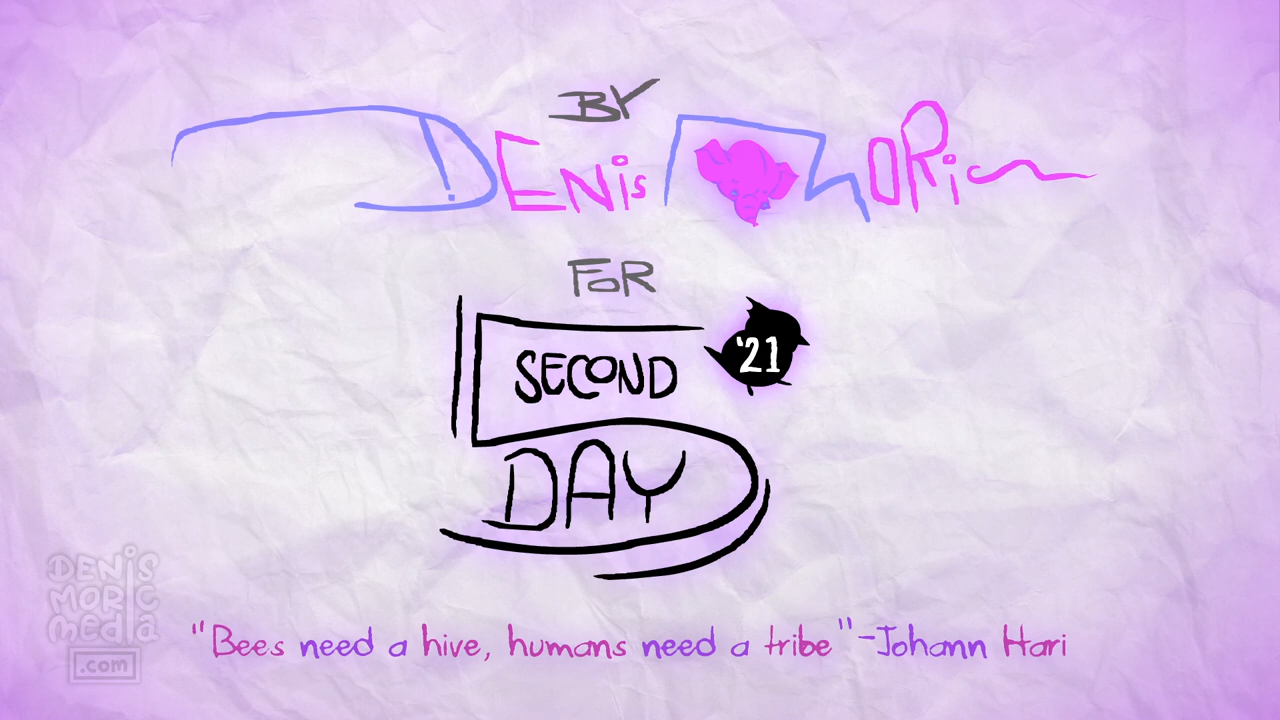 BY
DENiS MORic
FOR
SECOND
'21
DAY
DENiS
MORiC
media
.com
"Bees need a hive, humans need a tribe" -Johann Hari